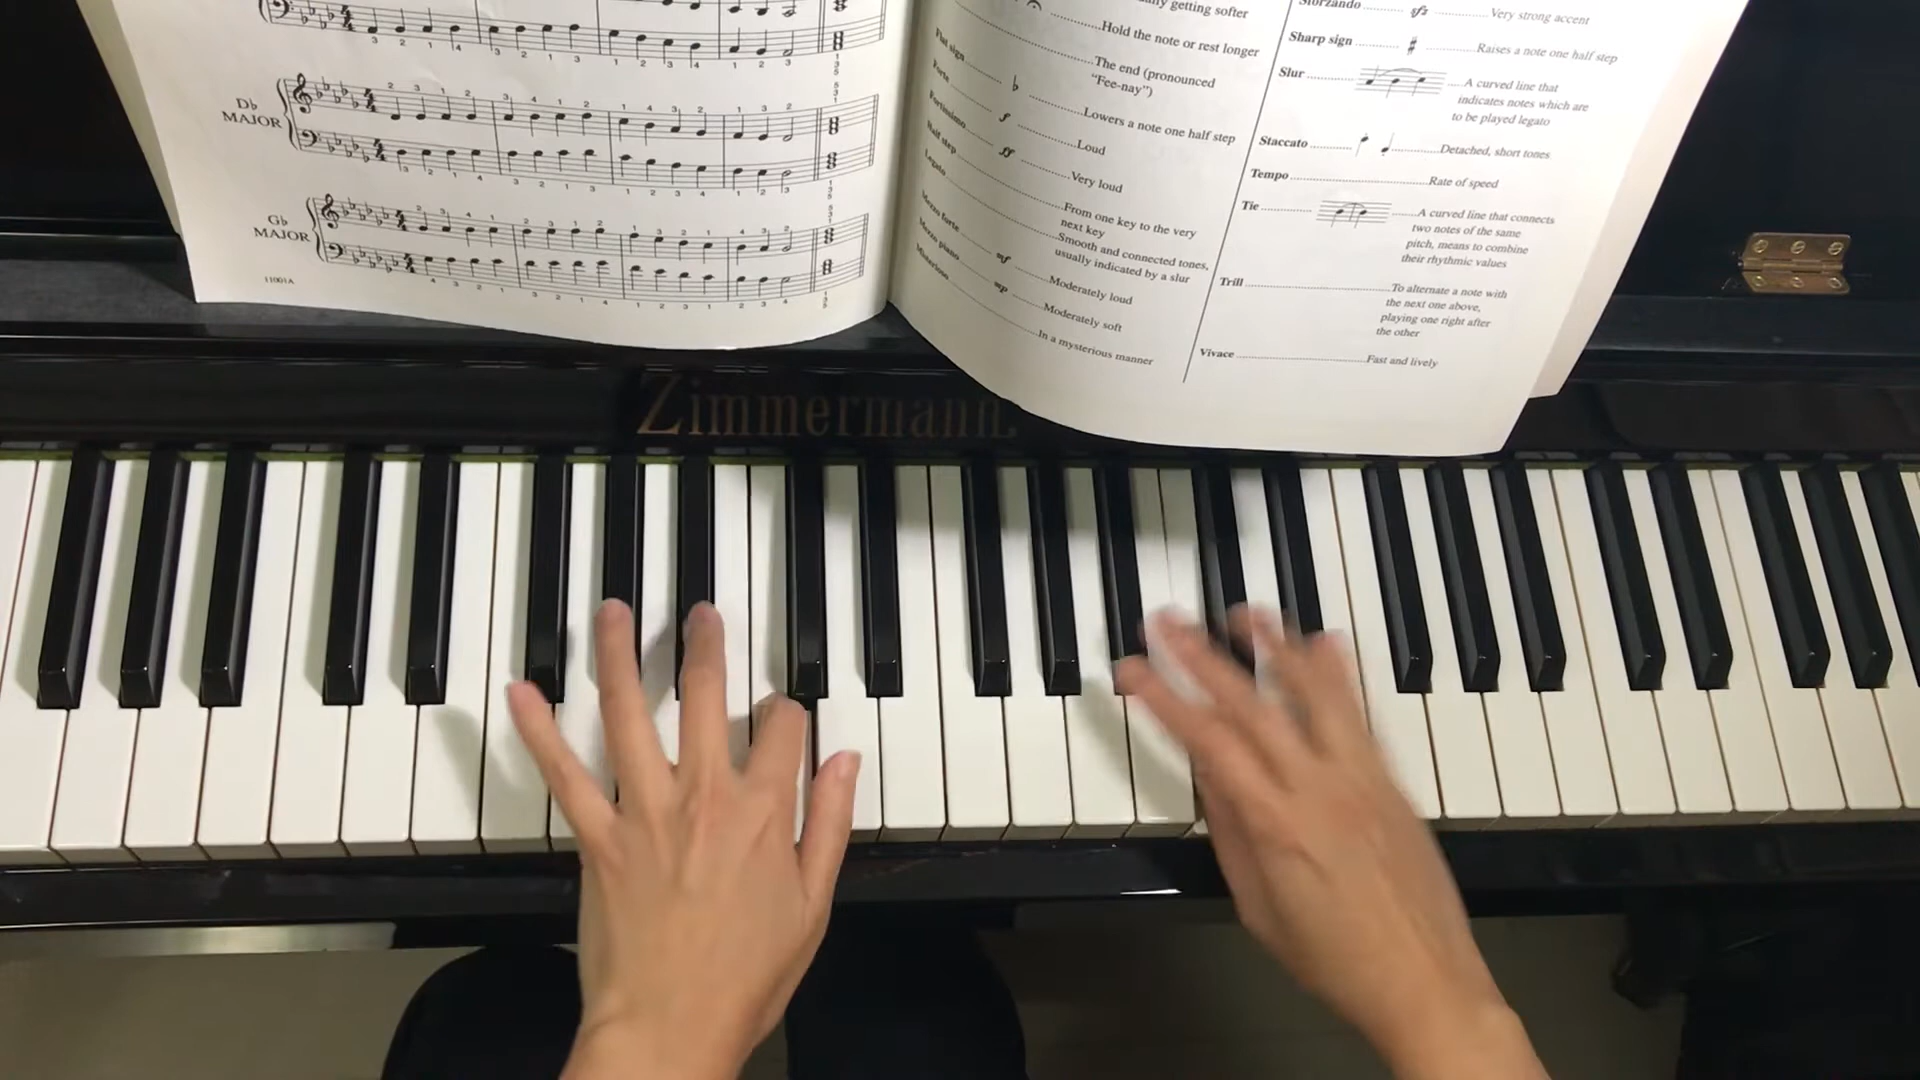 Db
MAJOR
Gb
MAJOR
11001A
getting softer
Hold the note or rest longer
The end (pronounced
"Fee-nay")
Flat sign
Lowers a note one half step
Forte
f
Loud
Fortissimo
ff
Very loud
Half step
From one key to the very
next key
Legato
Smooth and connected tones,
usually indicated by a slur
Mezzo forte
mf
Moderately loud
Mezzo piano
mp
Moderately soft
Misterioso
In a mysterious manner
Sforzando
sfz
Very strong accent
Sharp sign
Raises a note one half step
Slur
A curved line that
indicates notes which are
to be played legato
Staccato
Detached, short tones
Tempo
Rate of speed
Tie
A curved line that connects
two notes of the same
pitch, means to combine
their rhythmic values
Trill
To alternate a note with
the next one above,
playing one right after
the other
Vivace
Fast and lively
Zimmermann